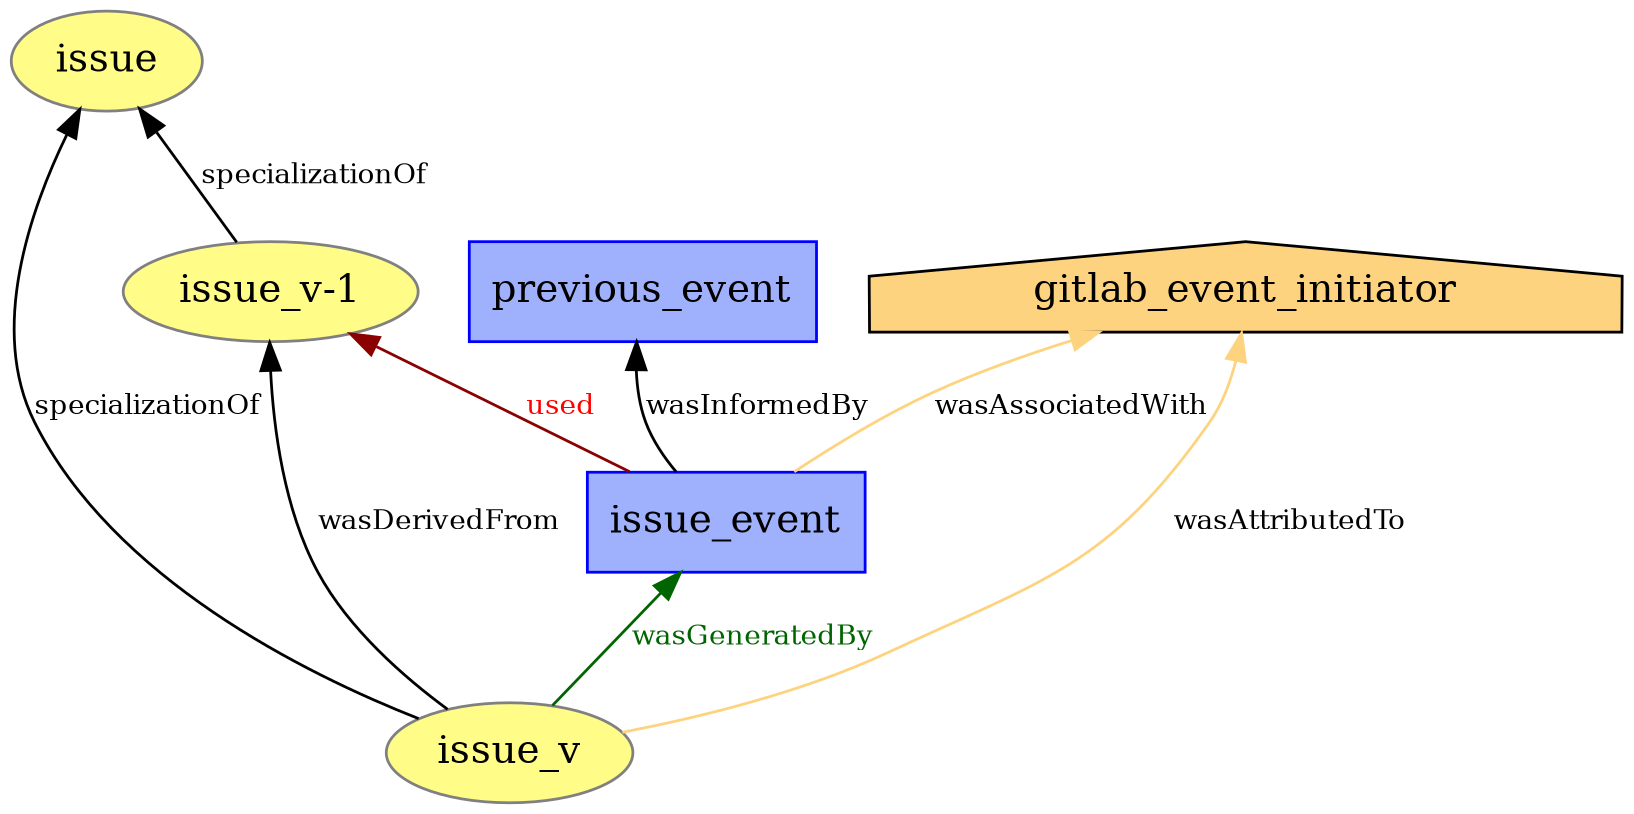 issue
specializationOf
issue_v-1
previous_event
gitlab_event_initiator
specializationOf
used
wasInformedBy
wasAssociatedWith
wasDerivedFrom
issue_event
wasAttributedTo
wasGeneratedBy
issue_v